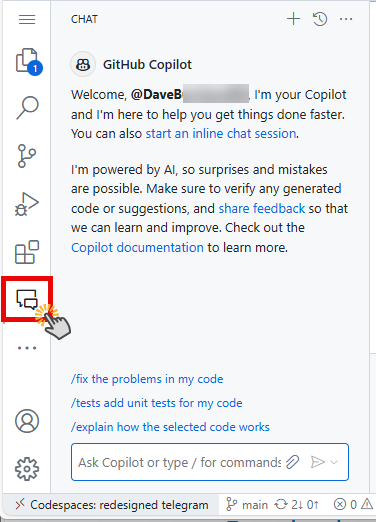 CHAT
GitHub Copilot
Welcome, @DaveB, I'm your Copilot
and I'm here to help you get things done faster.
You can also start an inline chat session.
I'm powered by AI, so surprises and mistakes
are possible. Make sure to verify any generated
code or suggestions, and share feedback so that
we can learn and improve. Check out the
Copilot documentation to learn more.
1
/fix the problems in my code
/tests add unit tests for my code
/explain how the selected code works
Ask Copilot or type / for commands
Codespaces: redesigned telegram main 2↓ 0↑ 0